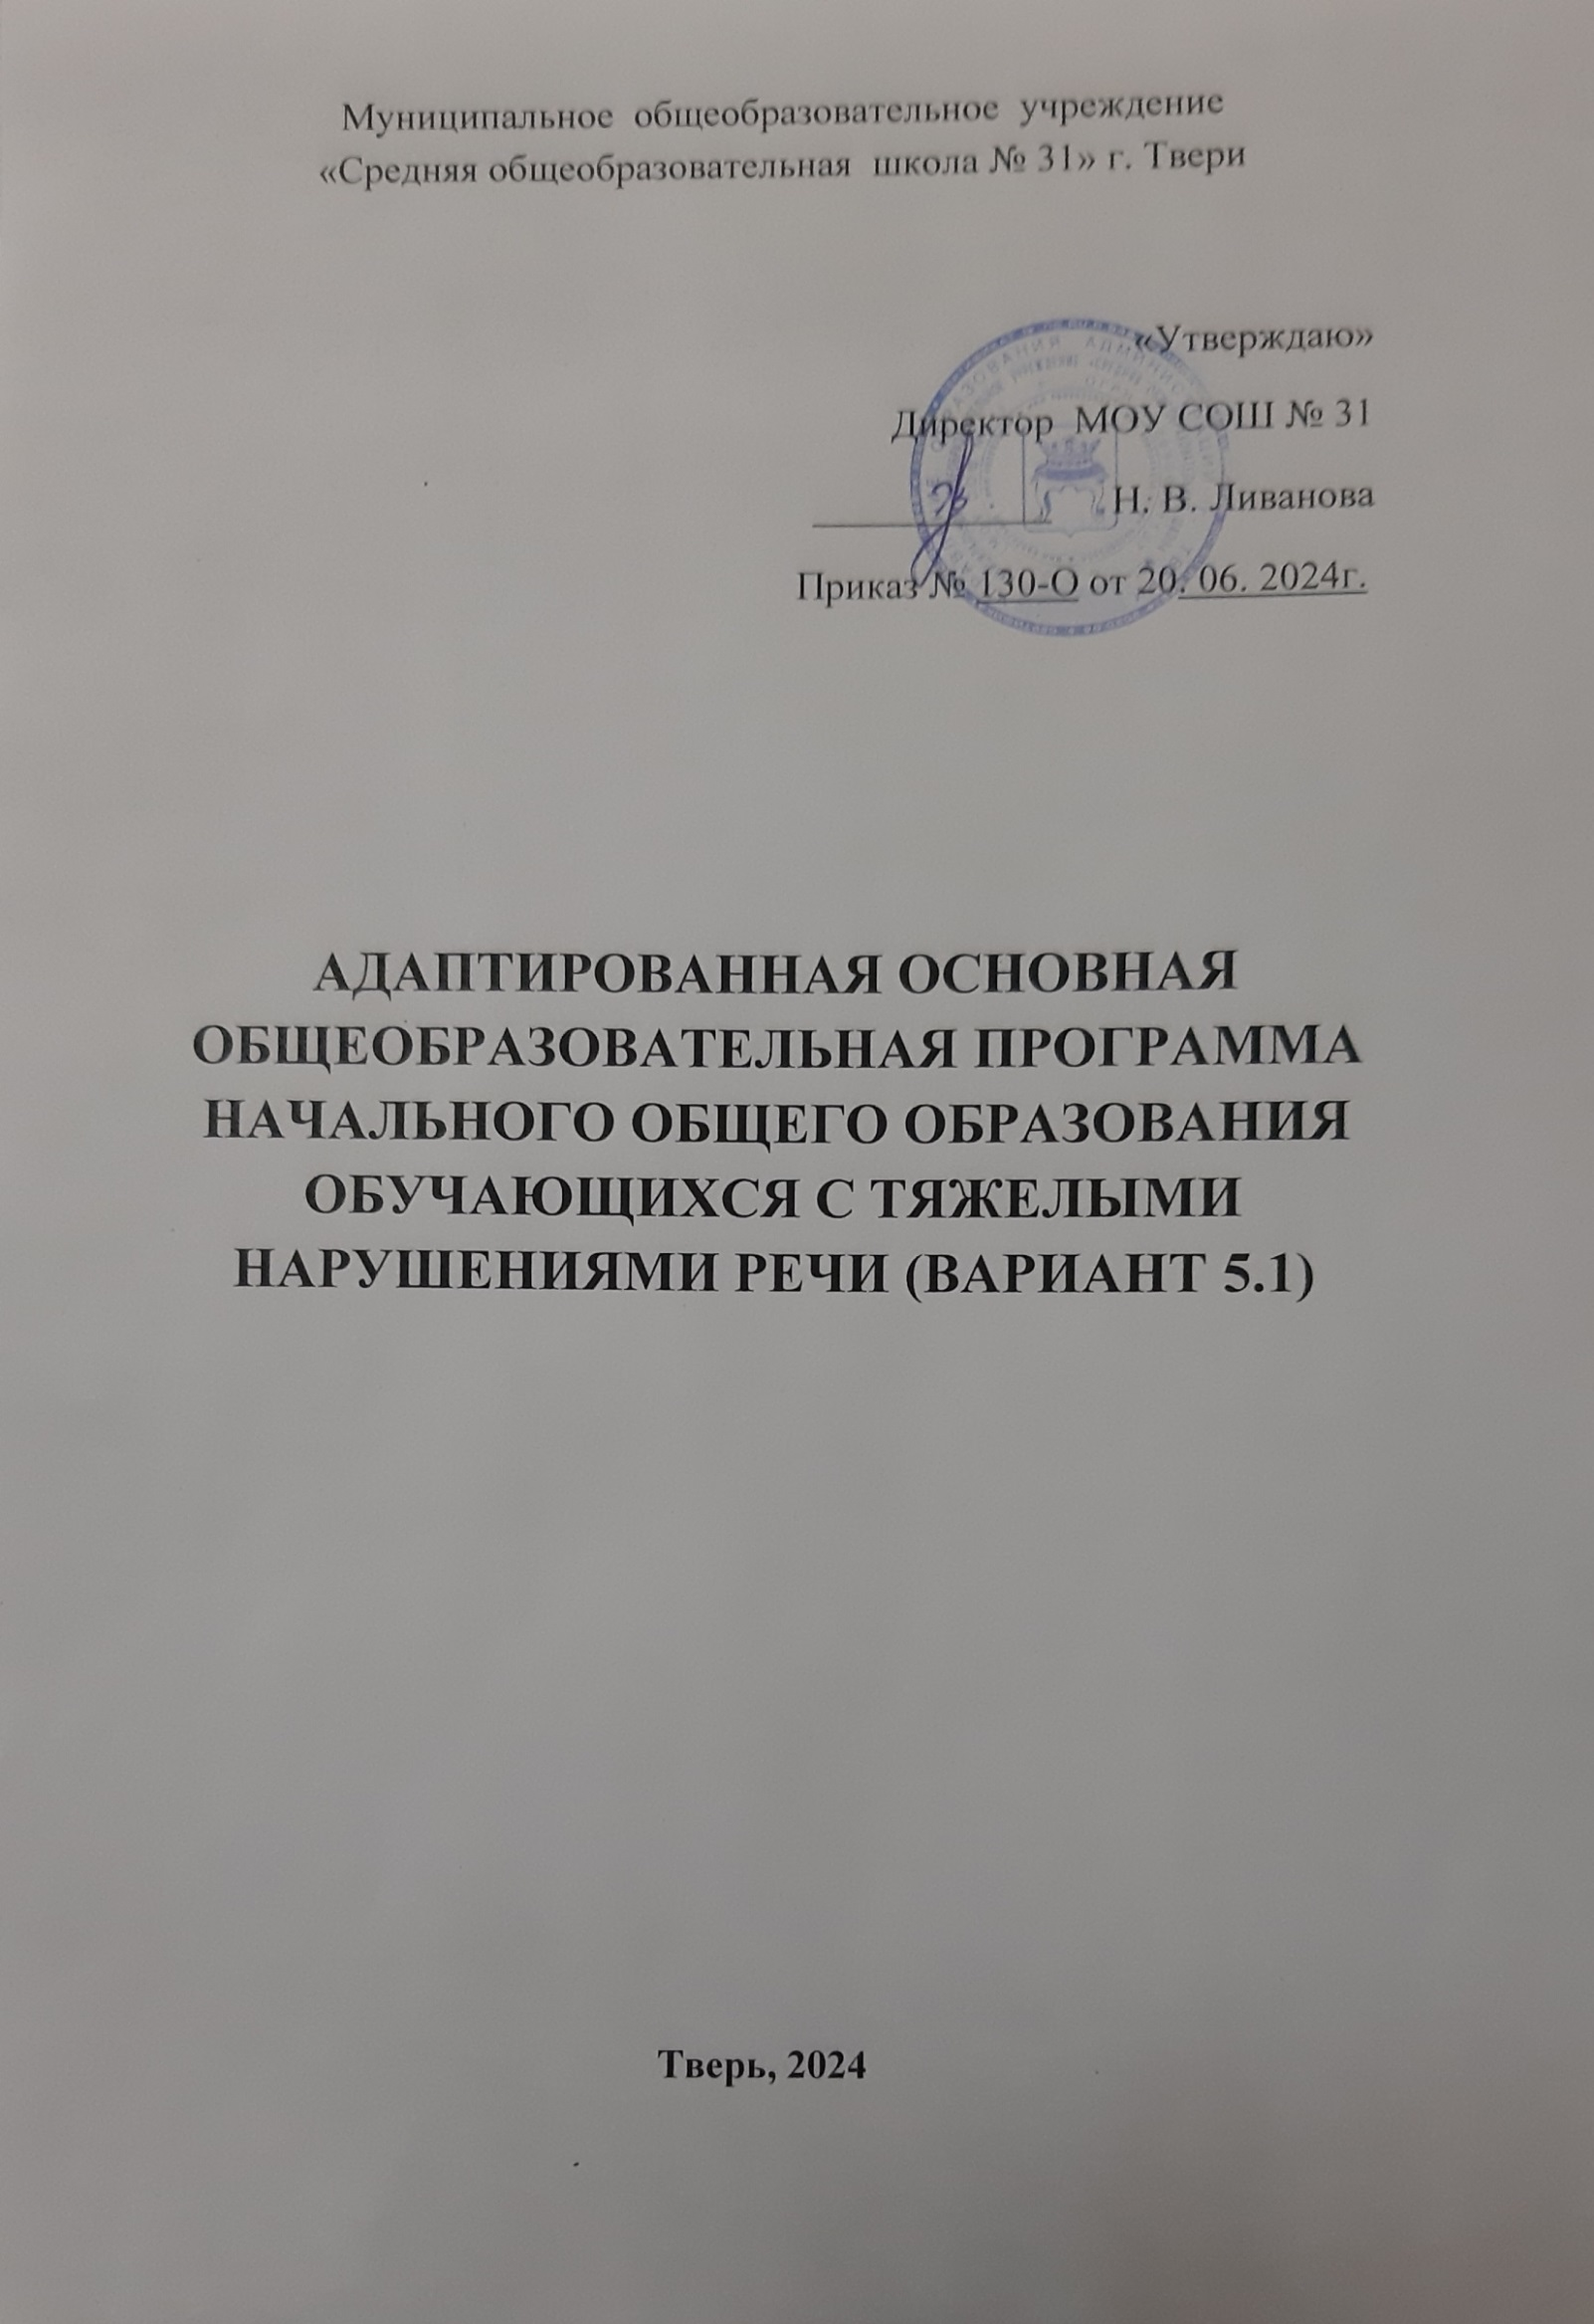 Муниципальное общеобразовательное учреждение
«Средняя общеобразовательная школа № 31» г. Твери
«Утверждаю»
Директор МОУ СОШ № 31
Н. В. Ливанова
Приказ № 130-О от 20. 06. 2024г.
АДАПТИРОВАННАЯ ОСНОВНАЯ
ОБЩЕОБРАЗОВАТЕЛЬНАЯ ПРОГРАММА
НАЧАЛЬНОГО ОБЩЕГО ОБРАЗОВАНИЯ
ОБУЧАЮЩИХСЯ С ТЯЖЕЛЫМИ
НАРУШЕНИЯМИ РЕЧИ (ВАРИАНТ 5.1)
Тверь, 2024